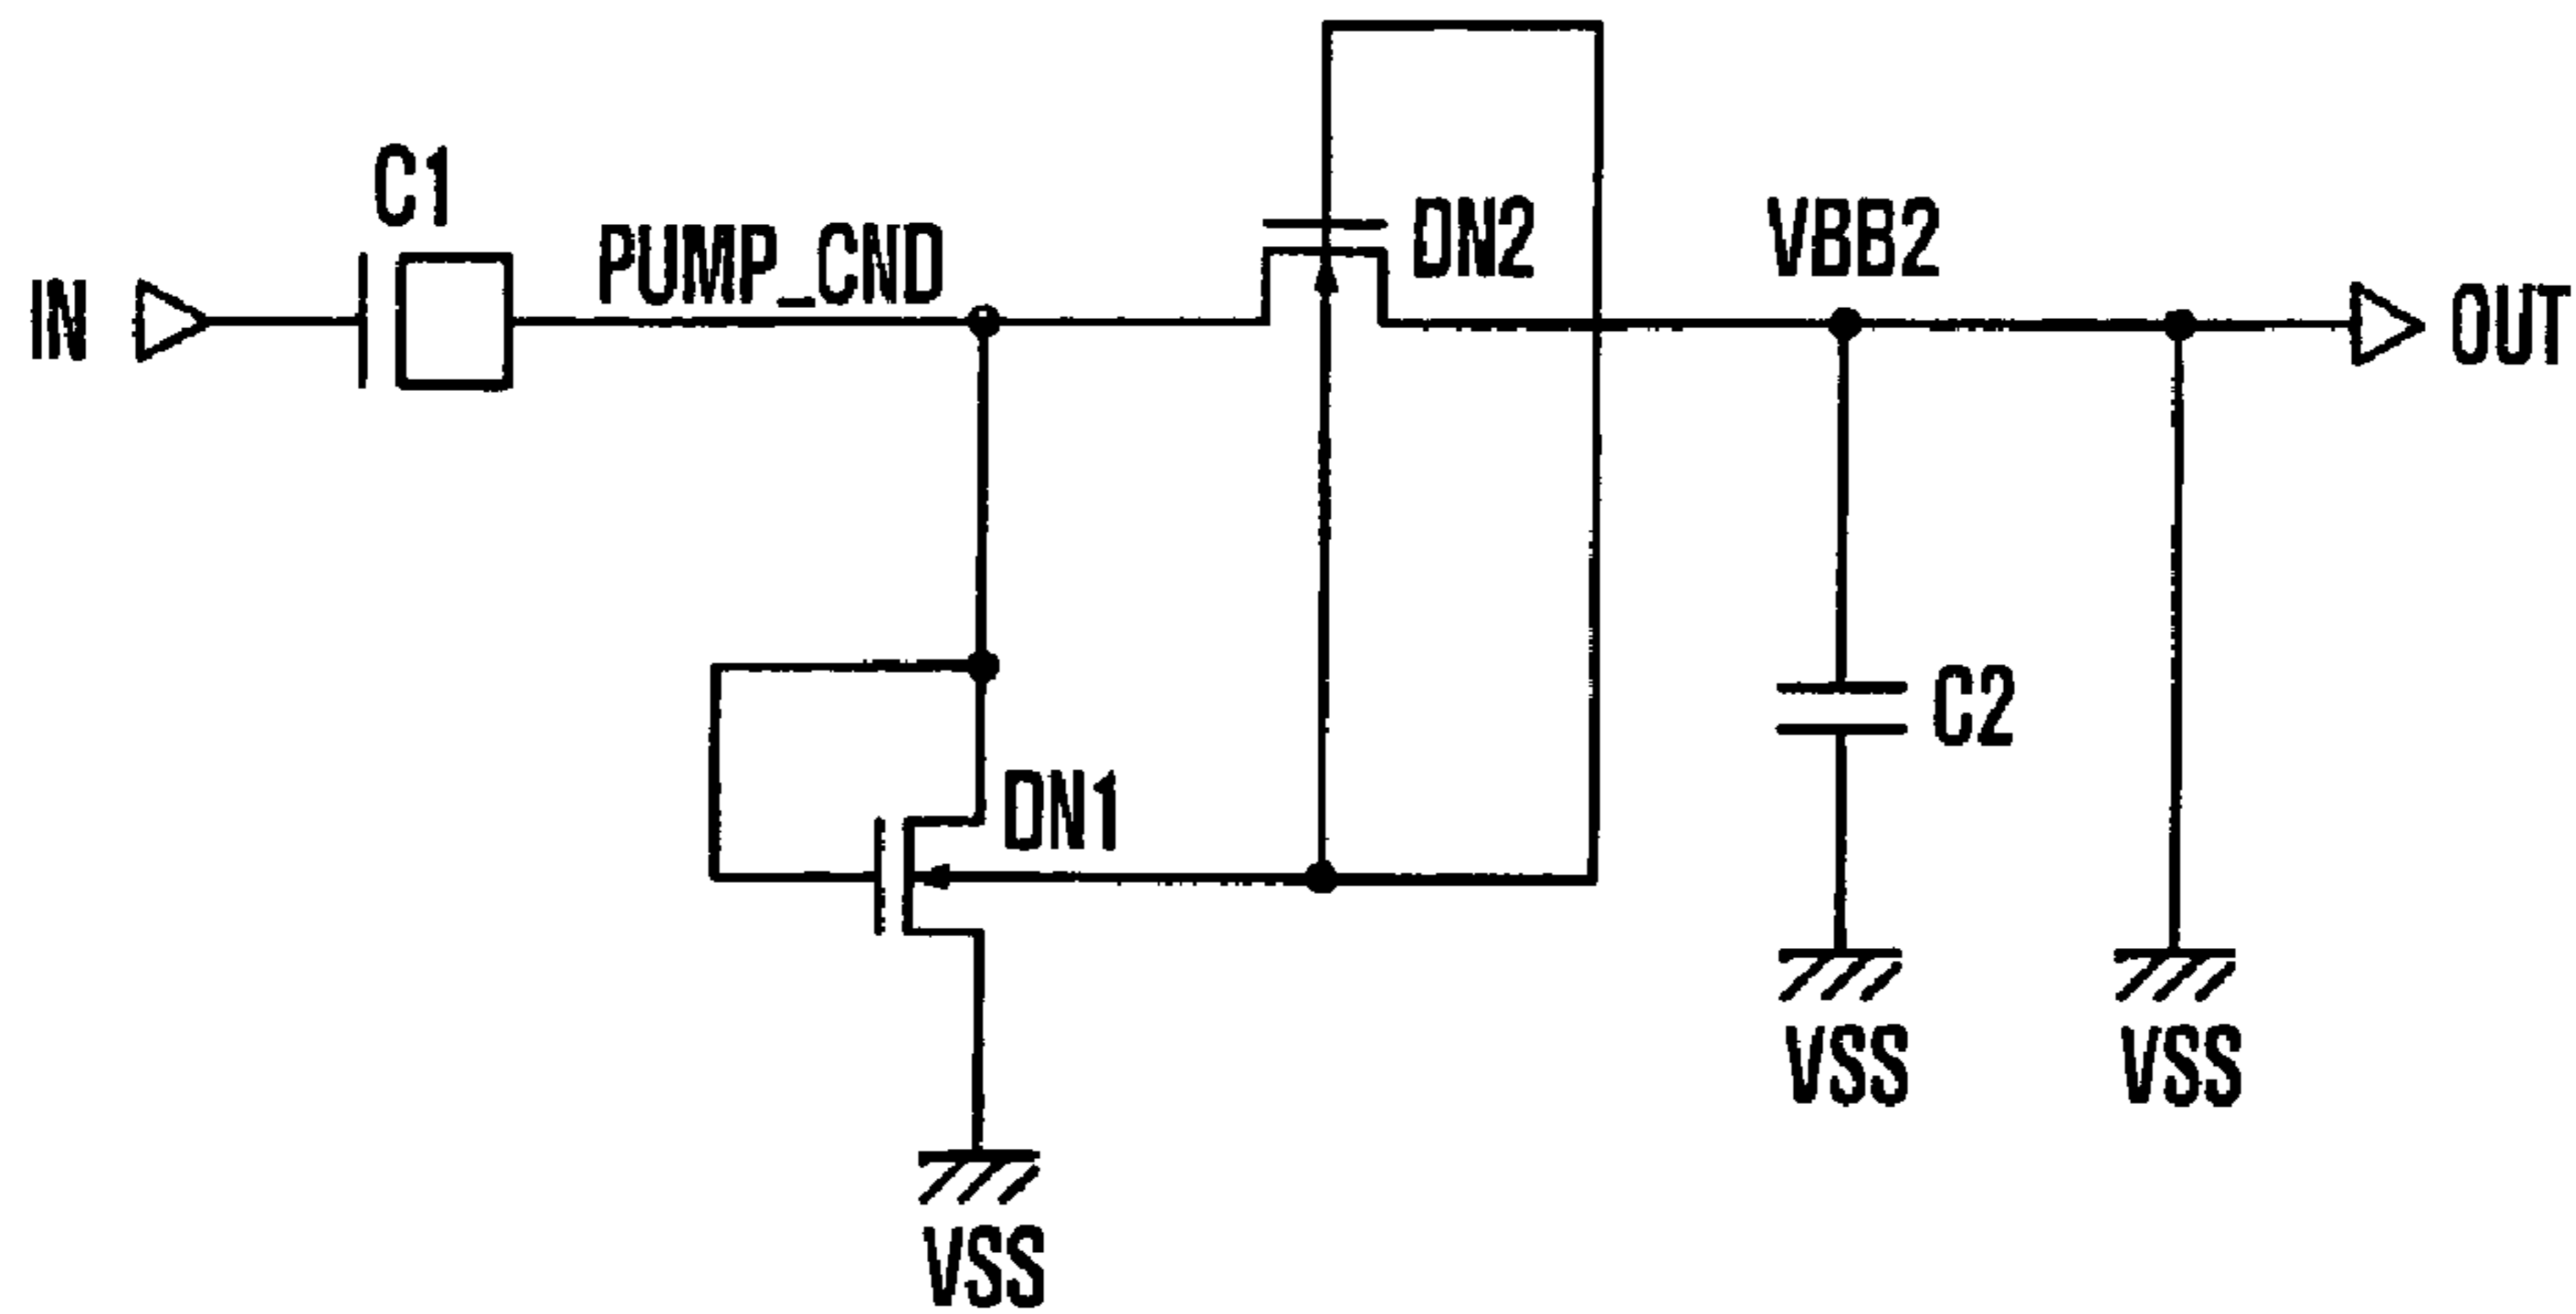 C1
PUMP_CND
DN2
VBB2
IN
OUT
C2
DN1
VSS
VSS
VSS